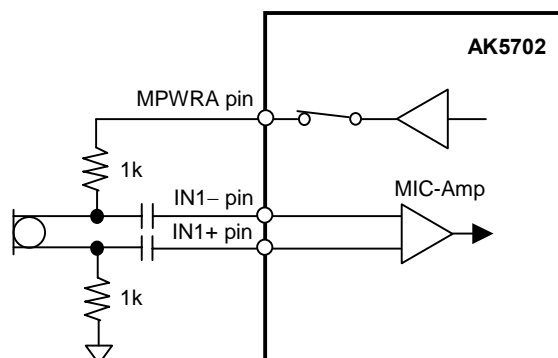 AK5702
MPWRA pin
1k
MIC-Amp
IN1− pin
IN1+ pin
1k